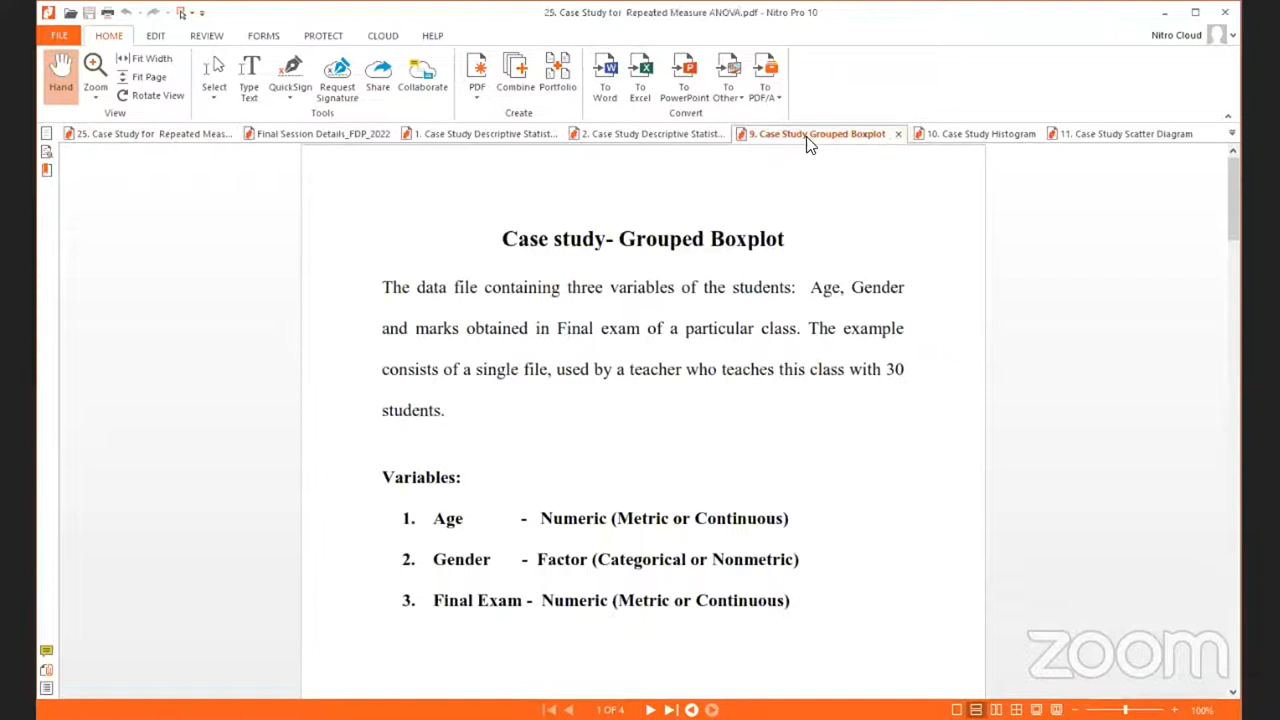 25. Case Study for Repeated Measure ANOVA.pdf - Nitro Pro 10
FILE HOME EDIT REVIEW FORMS PROTECT CLOUD HELP Nitro Cloud
Hand Zoom Fit Width Fit Page Rotate View Select Type Text QuickSign Request Signature Share Collaborate PDF Combine Portfolio To Word To Excel To PowerPoint To Other To PDF/A
View Tools Create Convert
25. Case Study for Repeated Meas... Final Session Details_FDP_2022 1. Case Study Descriptive Statist... 2. Case Study Descriptive Statist... 9. Case Study Grouped Boxplot 10. Case Study Histogram 11. Case Study Scatter Diagram
Case study- Grouped Boxplot
The data file containing three variables of the students: Age, Gender
and marks obtained in Final exam of a particular class. The example
consists of a single file, used by a teacher who teaches this class with 30
students.
Variables:
1. Age - Numeric (Metric or Continuous)
2. Gender - Factor (Categorical or Nonmetric)
3. Final Exam - Numeric (Metric or Continuous)
zoom
1 OF 4 100%